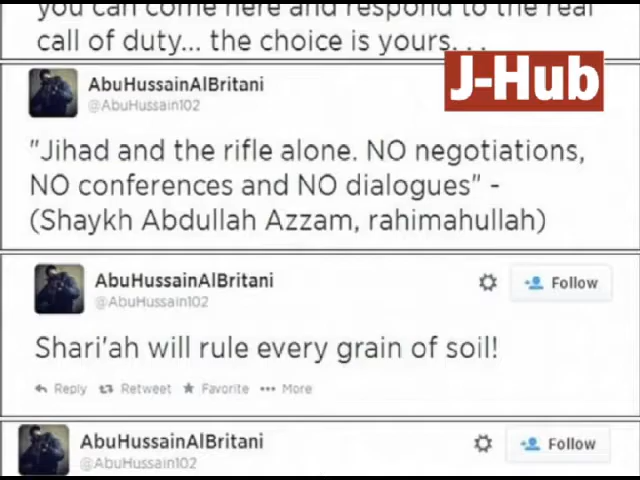 you can come here and respond to the real
call of duty... the choice is yours. . .
J-Hub
AbuHussainAlBritani
@AbuHussain102
"Jihad and the rifle alone. NO negotiations,
NO conferences and NO dialogues" -
(Shaykh Abdullah Azzam, rahimahullah)
AbuHussainAlBritani
@AbuHussain102
Follow
Shari'ah will rule every grain of soil!
Reply Retweet Favorite More
AbuHussainAlBritani
@AbuHussain102
Follow